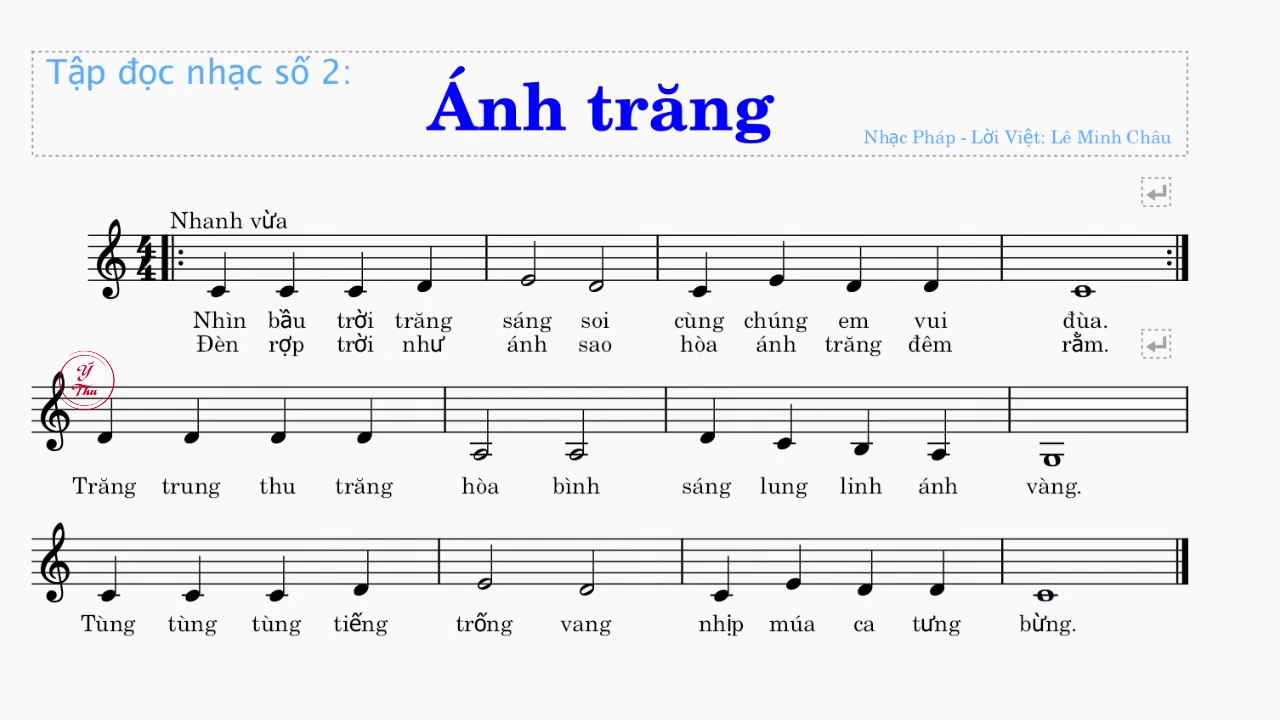 Tập đọc nhạc số 2:
Ánh trăng
Nhạc Pháp - Lời Việt: Lê Minh Châu
Nhanh vừa
4
4
Nhìn bầu trời trăng sáng soi cùng chúng em vui đùa.
Đèn rợp trời như ánh sao hòa ánh trăng đêm rằm.
Ý
Thu
Trăng trung thu trăng hòa bình sáng lung linh ánh vàng.
Tùng tùng tùng tiếng trống vang nhịp múa ca tưng bừng.